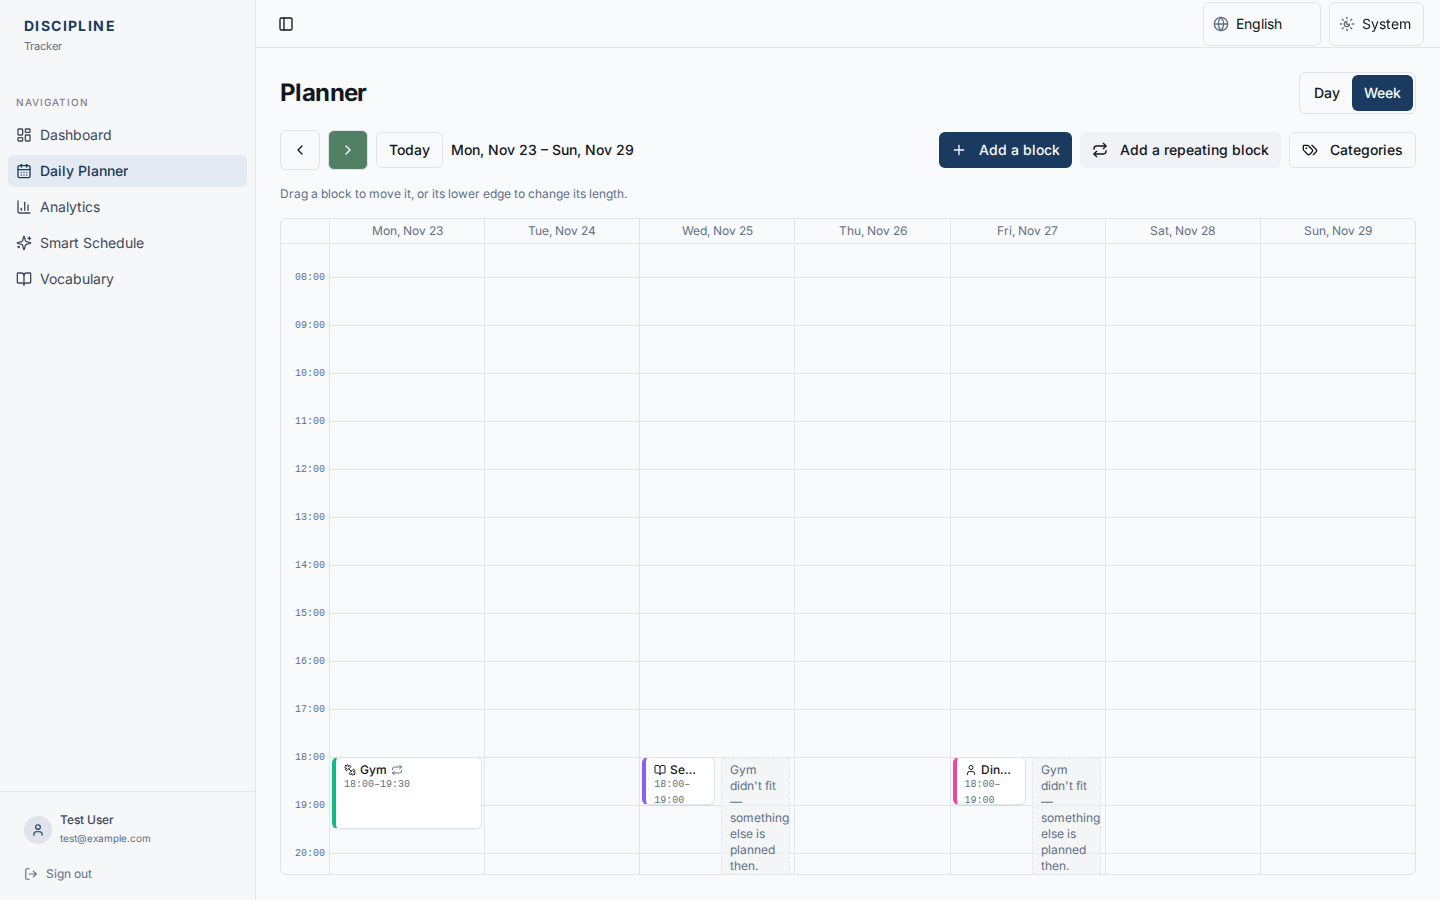 DISCIPLINE
Tracker
NAVIGATION
Dashboard
Daily Planner
Analytics
Smart Schedule
Vocabulary
Test User
test@example.com
Sign out
English
System
Planner
Day
Week
Today
Mon, Nov 23 – Sun, Nov 29
Add a block
Add a repeating block
Categories
Drag a block to move it, or its lower edge to change its length.
Mon, Nov 23
Tue, Nov 24
Wed, Nov 25
Thu, Nov 26
Fri, Nov 27
Sat, Nov 28
Sun, Nov 29
08:00
09:00
10:00
11:00
12:00
13:00
14:00
15:00
16:00
17:00
18:00
19:00
20:00
Gym
18:00–19:30
Se...
18:00–
19:00
Gym
didn't fit
—
something
else is
planned
then.
Din...
18:00–
19:00
Gym
didn't fit
—
something
else is
planned
then.